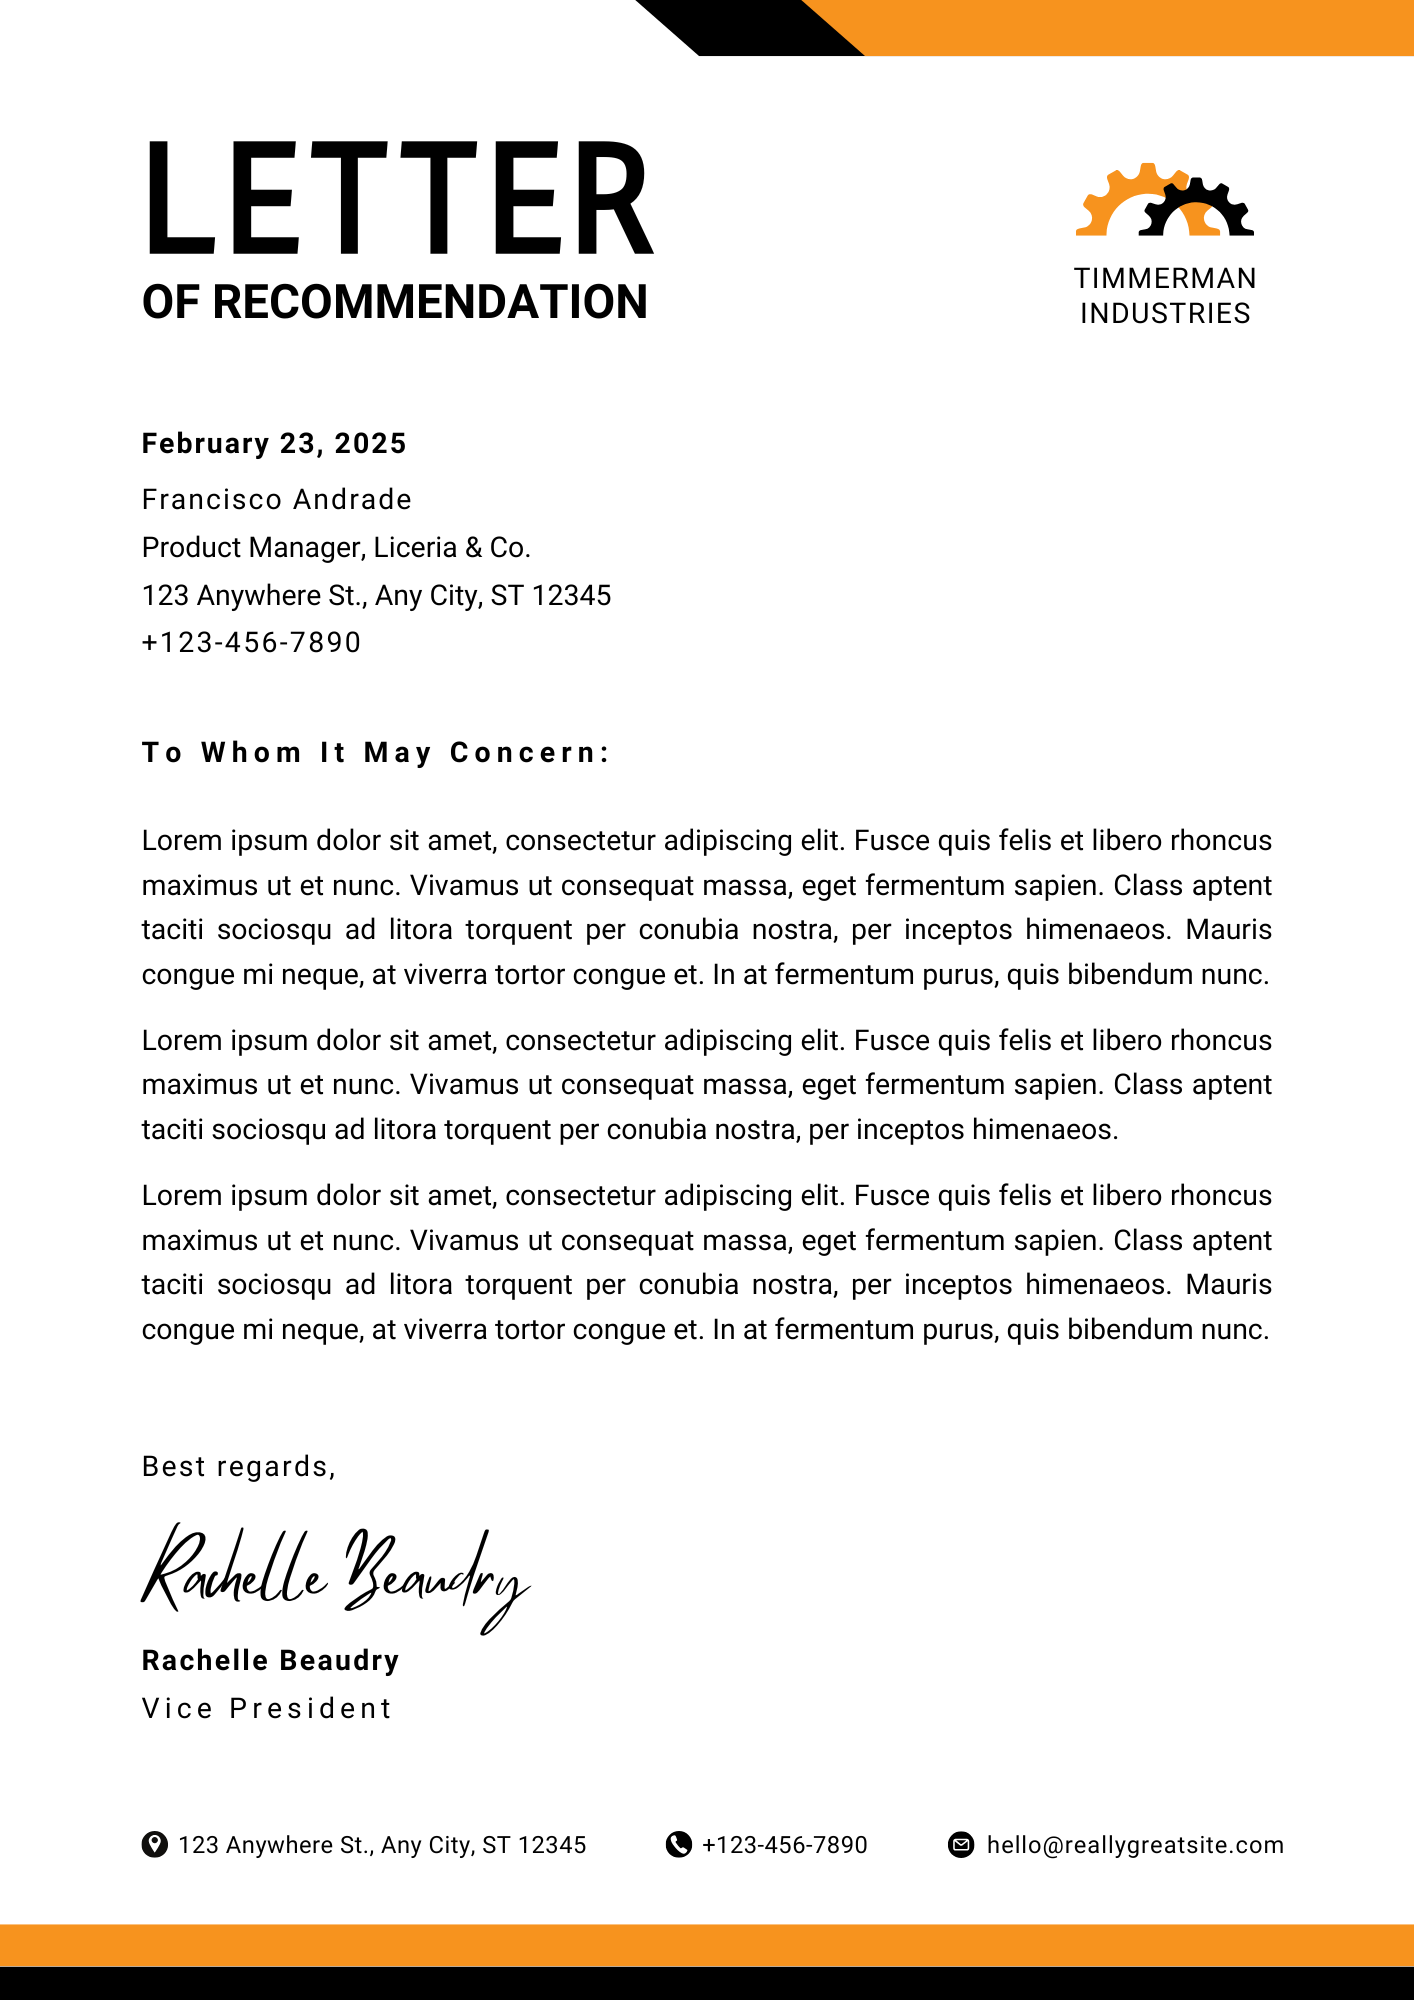 LETTER
OF RECOMMENDATION
TIMMERMAN
INDUSTRIES
February 23, 2025
Francisco Andrade
Product Manager, Liceria & Co.
123 Anywhere St., Any City, ST 12345
+123-456-7890
To Whom It May Concern:
Lorem ipsum dolor sit amet, consectetur adipiscing elit. Fusce quis felis et libero rhoncus
maximus ut et nunc. Vivamus ut consequat massa, eget fermentum sapien. Class aptent
taciti sociosqu ad litora torquent per conubia nostra, per inceptos himenaeos. Mauris
congue mi neque, at viverra tortor congue et. In at fermentum purus, quis bibendum nunc.
Lorem ipsum dolor sit amet, consectetur adipiscing elit. Fusce quis felis et libero rhoncus
maximus ut et nunc. Vivamus ut consequat massa, eget fermentum sapien. Class aptent
taciti sociosqu ad litora torquent per conubia nostra, per inceptos himenaeos.
Lorem ipsum dolor sit amet, consectetur adipiscing elit. Fusce quis felis et libero rhoncus
maximus ut et nunc. Vivamus ut consequat massa, eget fermentum sapien. Class aptent
taciti sociosqu ad litora torquent per conubia nostra, per inceptos himenaeos. Mauris
congue mi neque, at viverra tortor congue et. In at fermentum purus, quis bibendum nunc.
Best regards,
Rachelle Beaudry
Rachelle Beaudry
Vice President
123 Anywhere St., Any City, ST 12345
+123-456-7890
hello@reallygreatsite.com